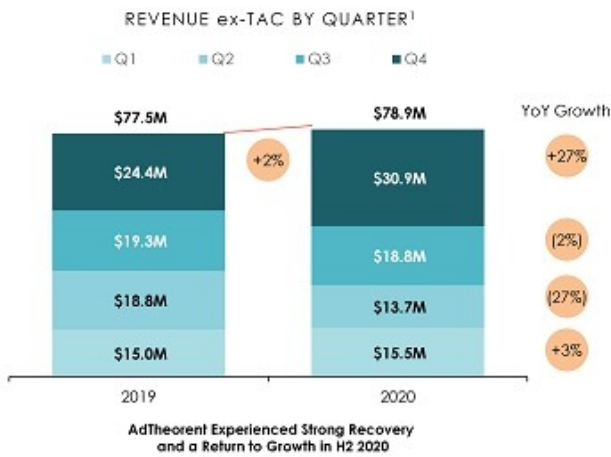 REVENUE ex-TAC BY QUARTER¹
Q1 Q2 Q3 Q4
$77.5M $78.9M YoY Growth
$24.4M +2% $30.9M +27%
$19.3M $18.8M (2%)
$18.8M $13.7M (27%)
$15.0M $15.5M +3%
2019 2020
AdTheorent Experienced Strong Recovery
and a Return to Growth in H2 2020